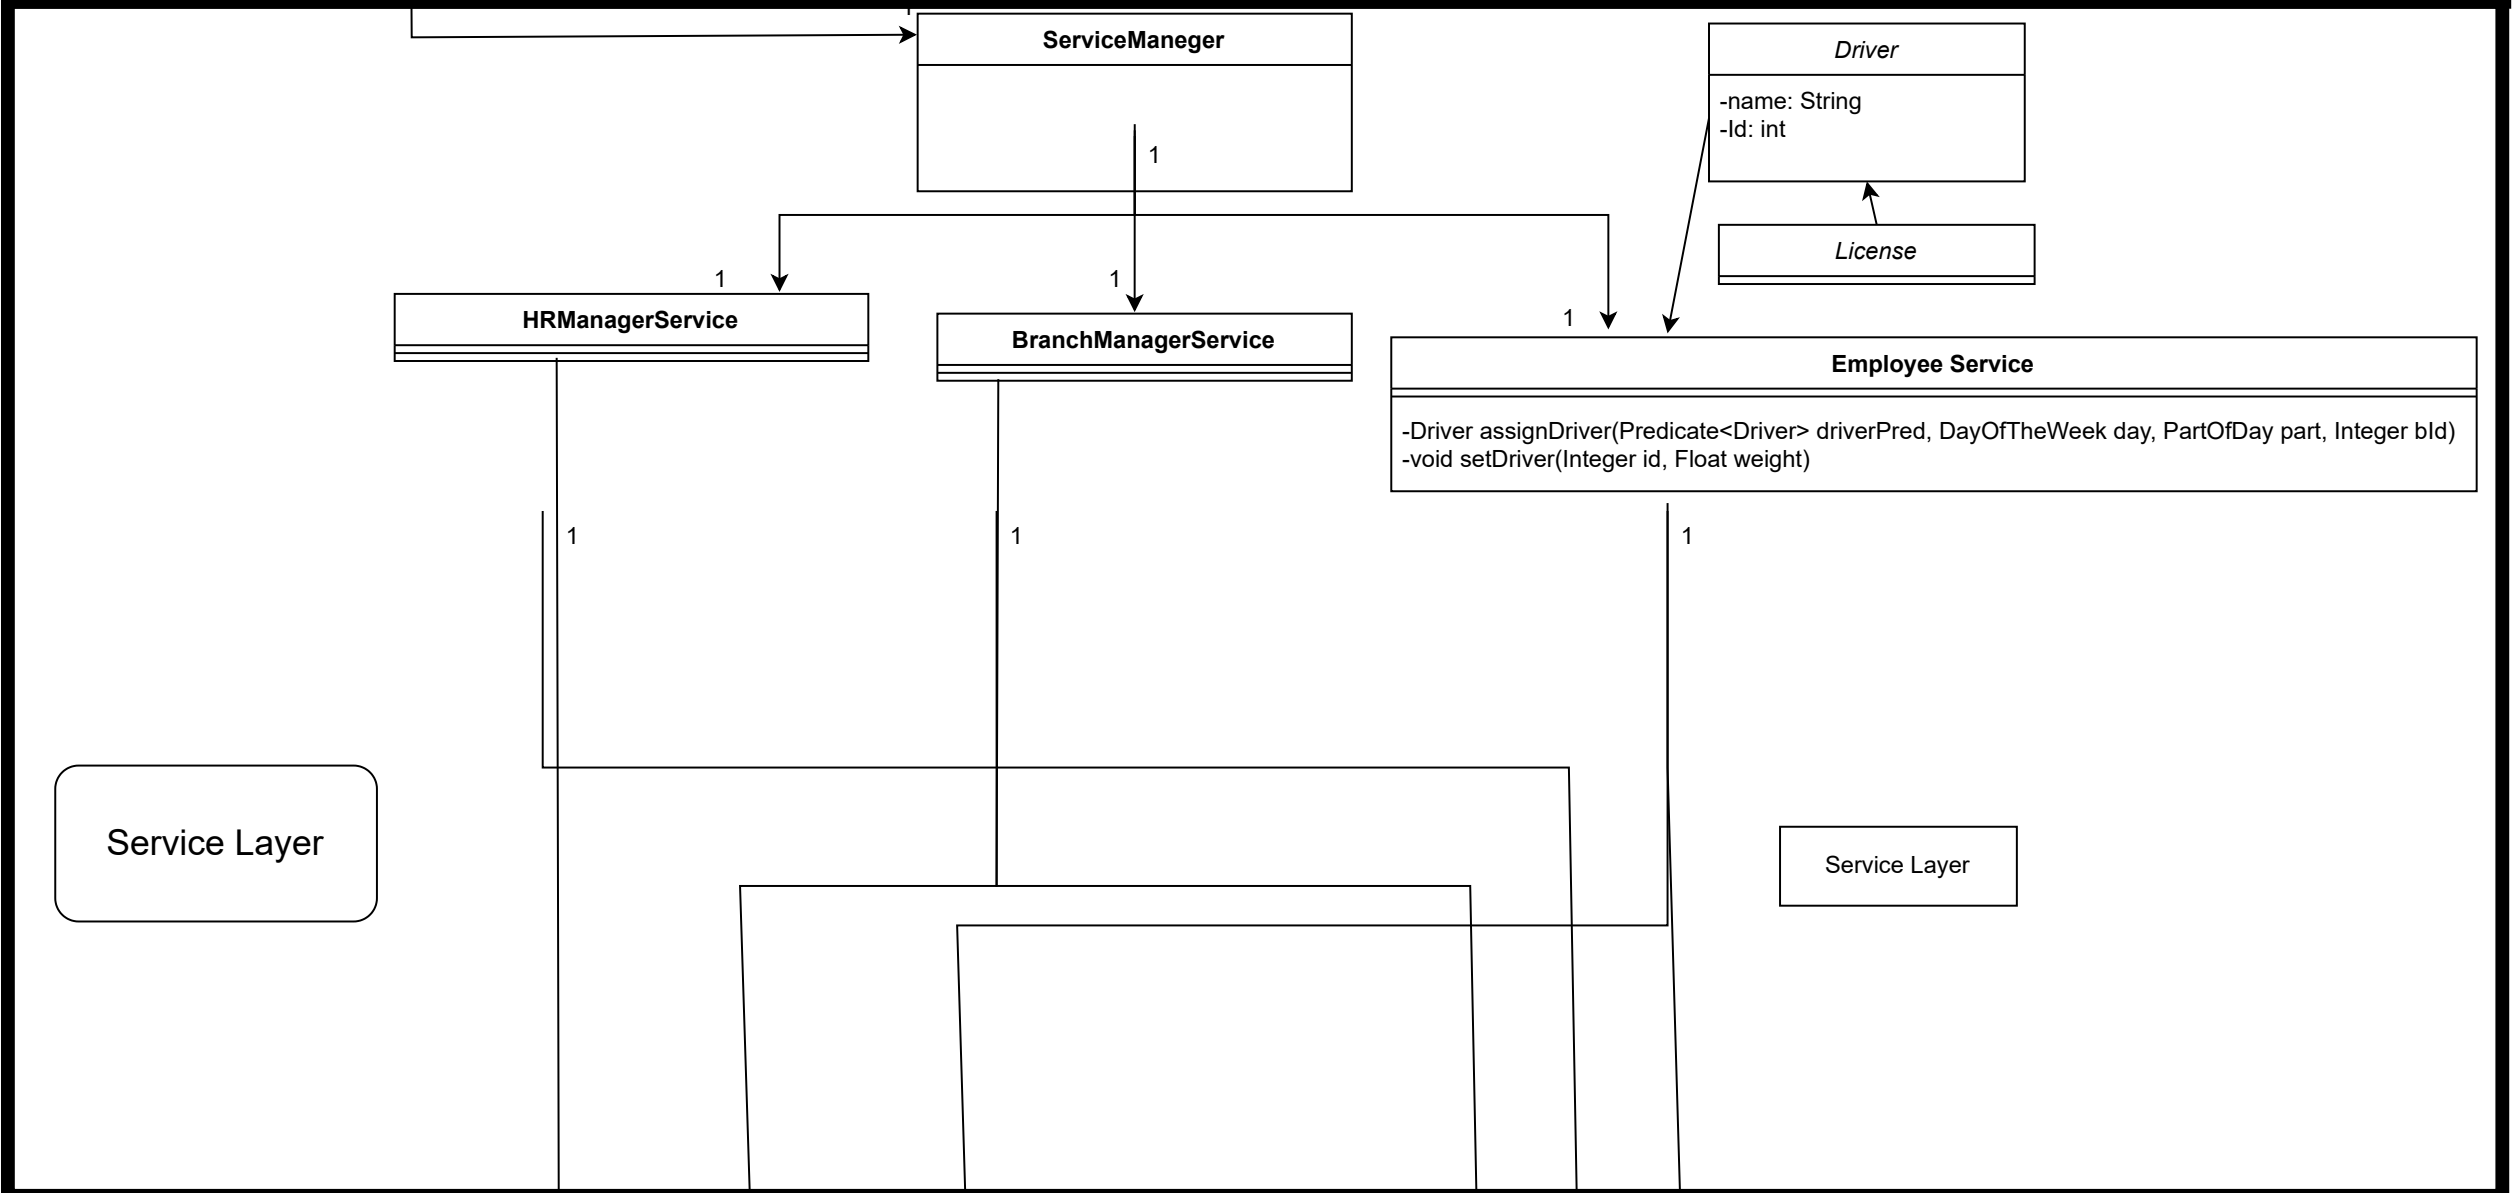 ServiceManeger
Driver
-name: String
-Id: int
1
License
1
1
1
HRManagerService
BranchManagerService
Employee Service
-Driver assignDriver(Predicate<Driver> driverPred, DayOfTheWeek day, PartOfDay part, Integer bId)
-void setDriver(Integer id, Float weight)
1
1
1
Service Layer
Service Layer